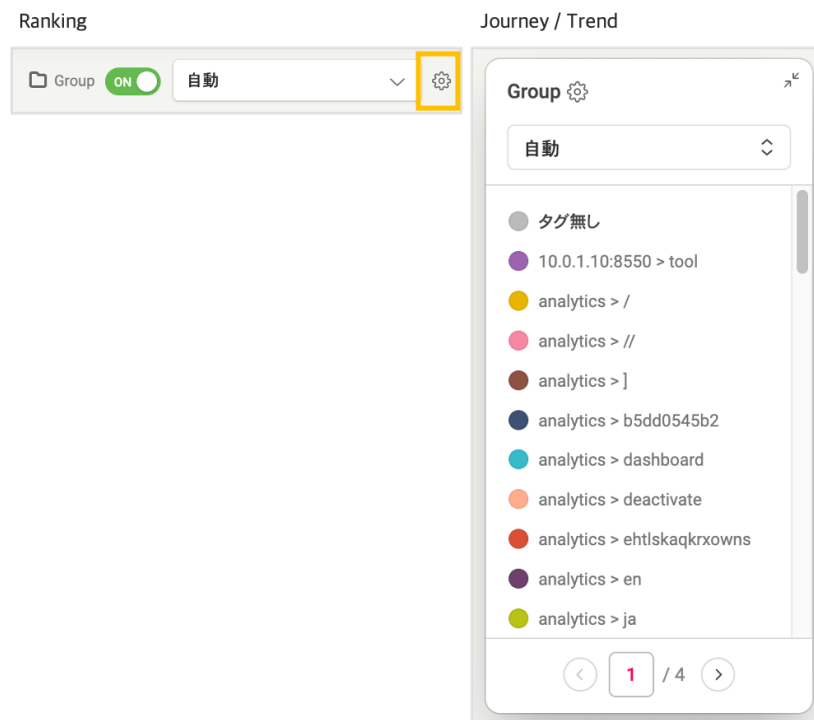 Ranking
Group ON 自動
Journey / Trend
Group
自動
タグ無し
10.0.1.10:8550 > tool
analytics > /
analytics > //
analytics > ]
analytics > b5dd0545b2
analytics > dashboard
analytics > deactivate
analytics > ehtlskaqkrxowns
analytics > en
analytics > ja
1 / 4